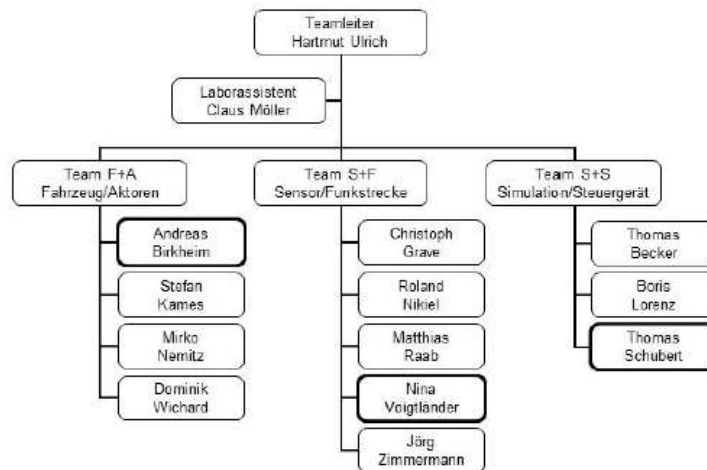 Teamleiter
Hartmut Ulrich
Laborassistent
Claus Möller
Team F+A
Fahrzeug/Aktoren
Team S+F
Sensor/Funkstrecke
Team S+S
Simulation/Steuergerät
Andreas
Birkheim
Stefan
Kames
Mirko
Nemitz
Dominik
Wichard
Christoph
Grave
Roland
Nikiel
Matthias
Raab
Nina
Voigtländer
Jörg
Zimmermann
Thomas
Becker
Boris
Lorenz
Thomas
Schubert